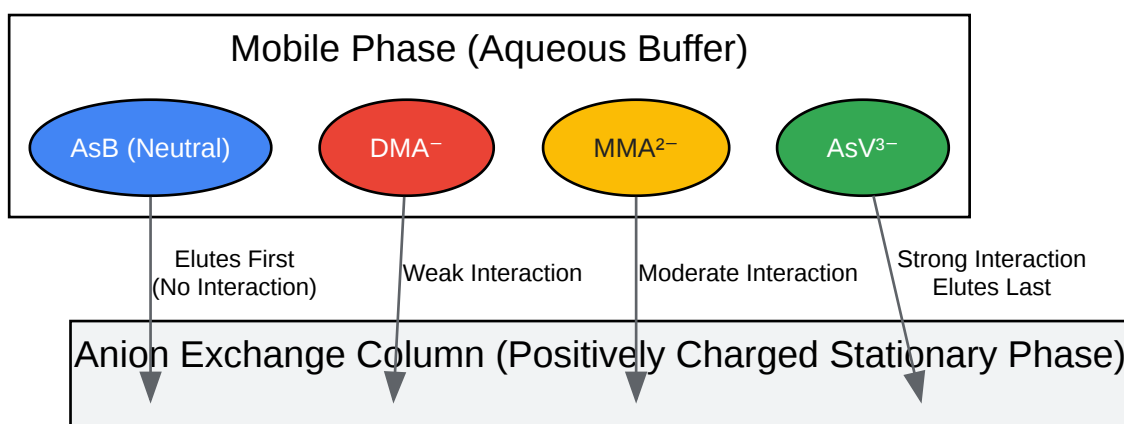 Mobile Phase (Aqueous Buffer)
AsB (Neutral)
DMA⁻
MMA²⁻
AsV³⁻
Elutes First
(No Interaction)
Weak Interaction
Moderate Interaction
Strong Interaction
Elutes Last
Anion Exchange Column (Positively Charged Stationary Phase)